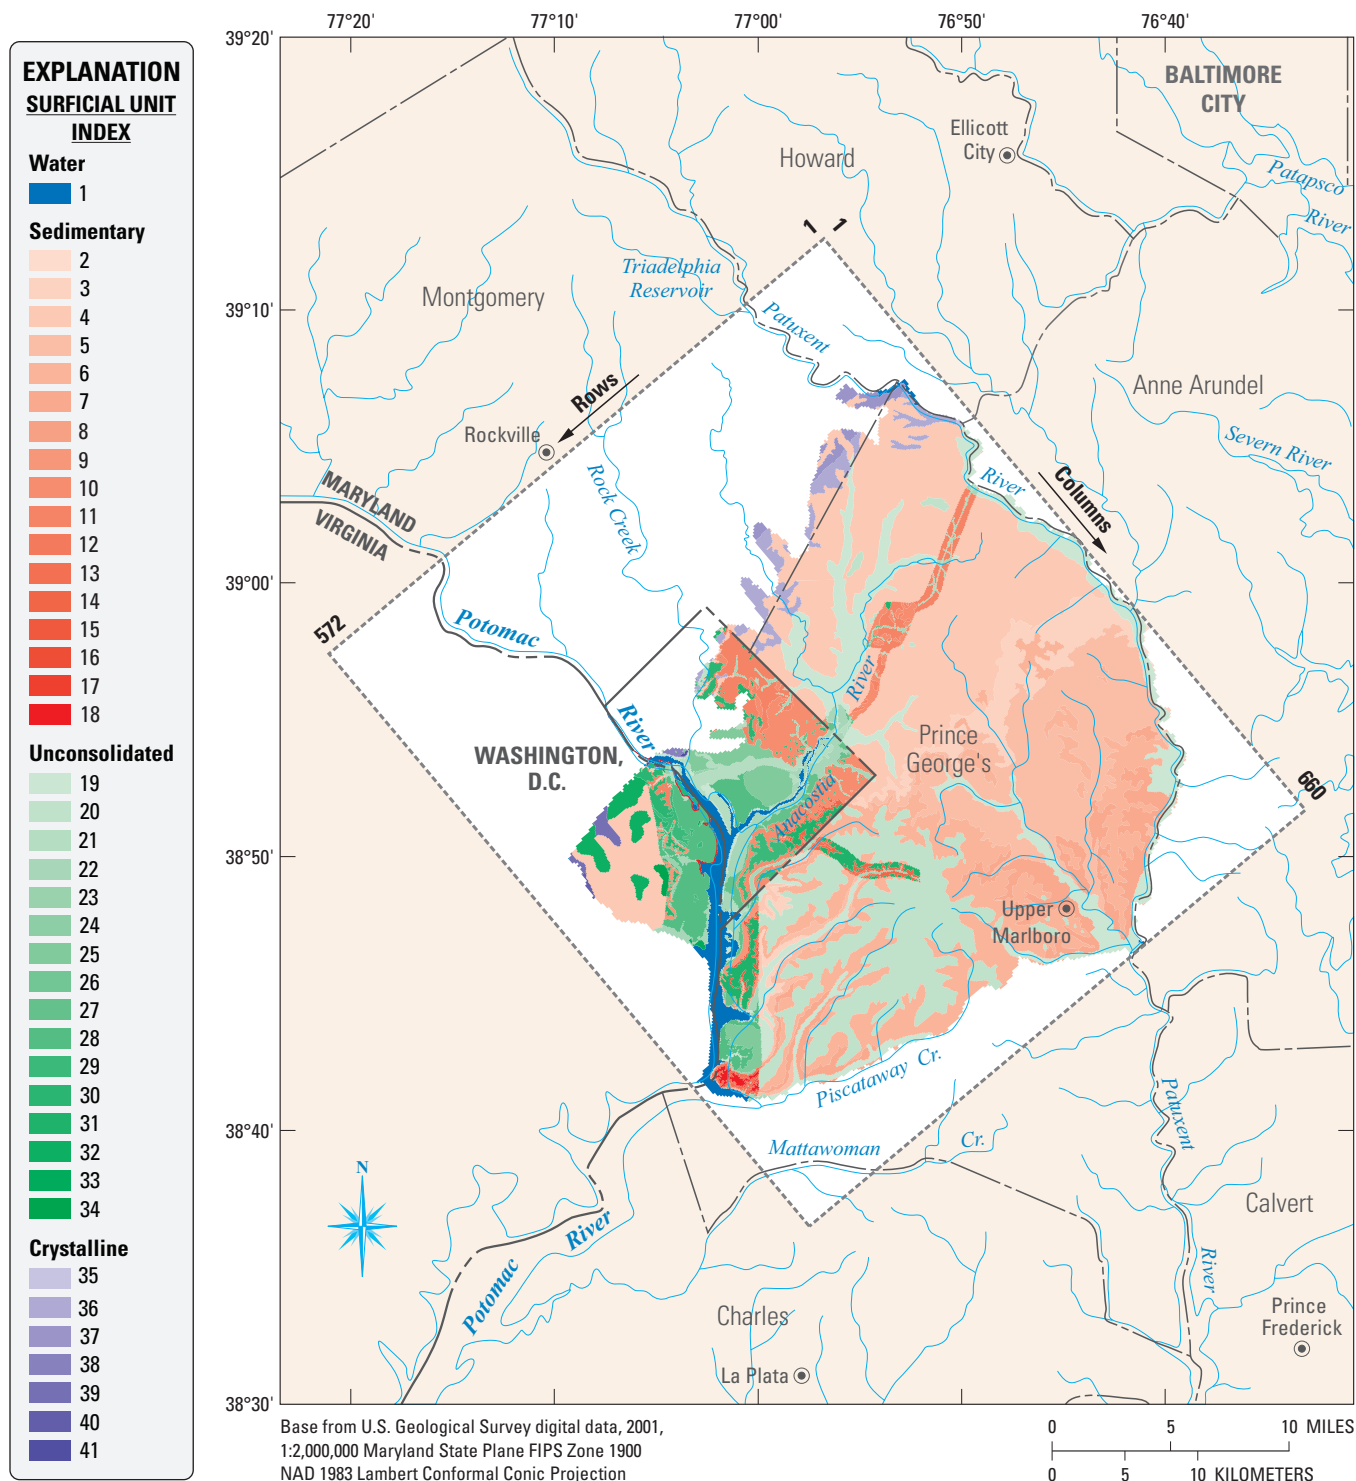 77°20'
77°10'
77°00'
76°50'
76°40'
39°20'
39°10'
39°00'
38°50'
38°40'
38°30'
EXPLANATION
SURFICIAL UNIT
INDEX
Water
1
Sedimentary
2
3
4
5
6
7
8
9
10
11
12
13
14
15
16
17
18
Unconsolidated
19
20
21
22
23
24
25
26
27
28
29
30
31
32
33
34
Crystalline
35
36
37
38
39
40
41
BALTIMORE
CITY
Ellicott
City
Howard
Patapsco
River
1
1
Triadelphia
Reservoir
Montgomery
Patuxent
Anne Arundel
Rows
Rockville
Severn River
River
Columns
Rock Creek
MARYLAND
VIRGINIA
572
Potomac
River
River
WASHINGTON,
D.C.
Prince
George's
Anacostia
660
Upper
Marlboro
Piscataway Cr.
Mattawoman
Cr.
Patuxent
River
Calvert
N
River
Potomac
Charles
Prince
Frederick
La Plata
Base from U.S. Geological Survey digital data, 2001,
1:2,000,000 Maryland State Plane FIPS Zone 1900
NAD 1983 Lambert Conformal Conic Projection
0
5
10 MILES
0
5
10 KILOMETERS